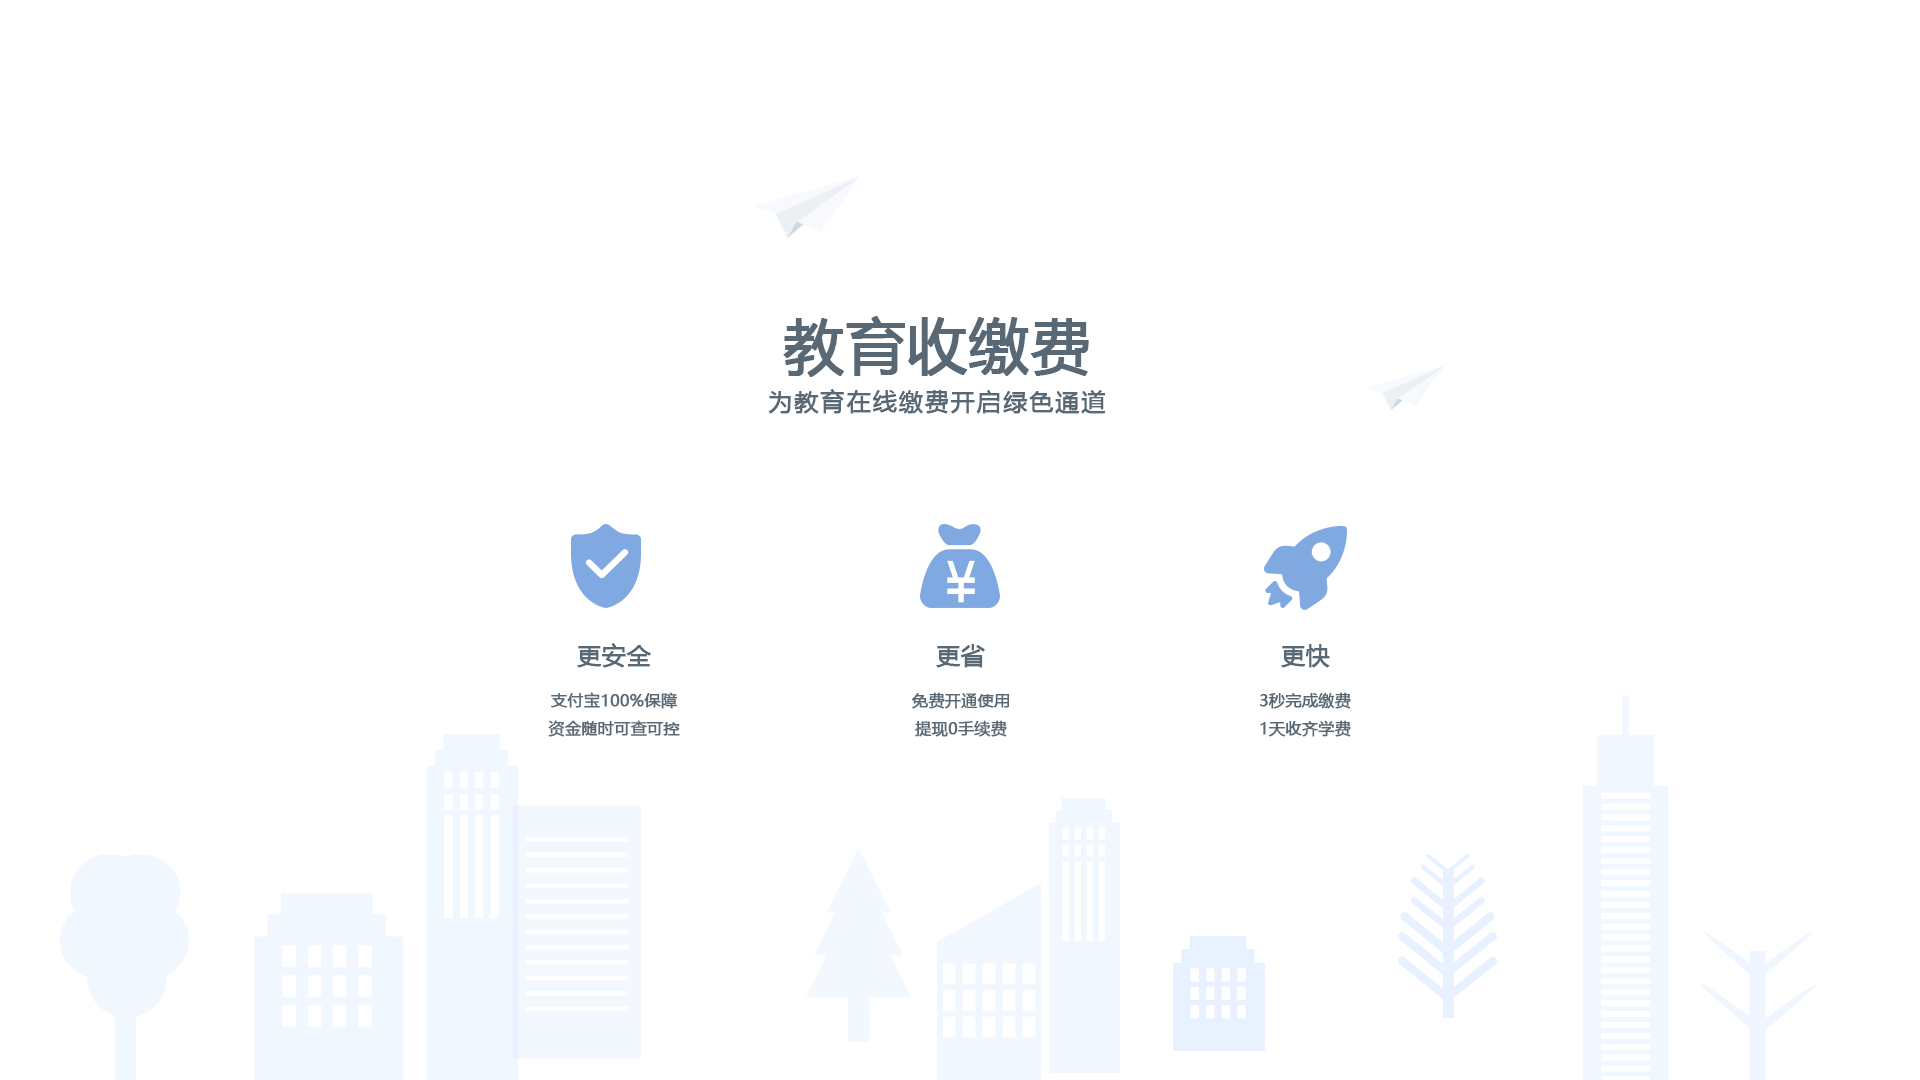 教育收缴费
为教育在线缴费开启绿色通道
¥
更安全
支付宝100%保障
资金随时可查可控
更省
免费开通使用
提现0手续费
更快
3秒完成缴费
1天收齐学费